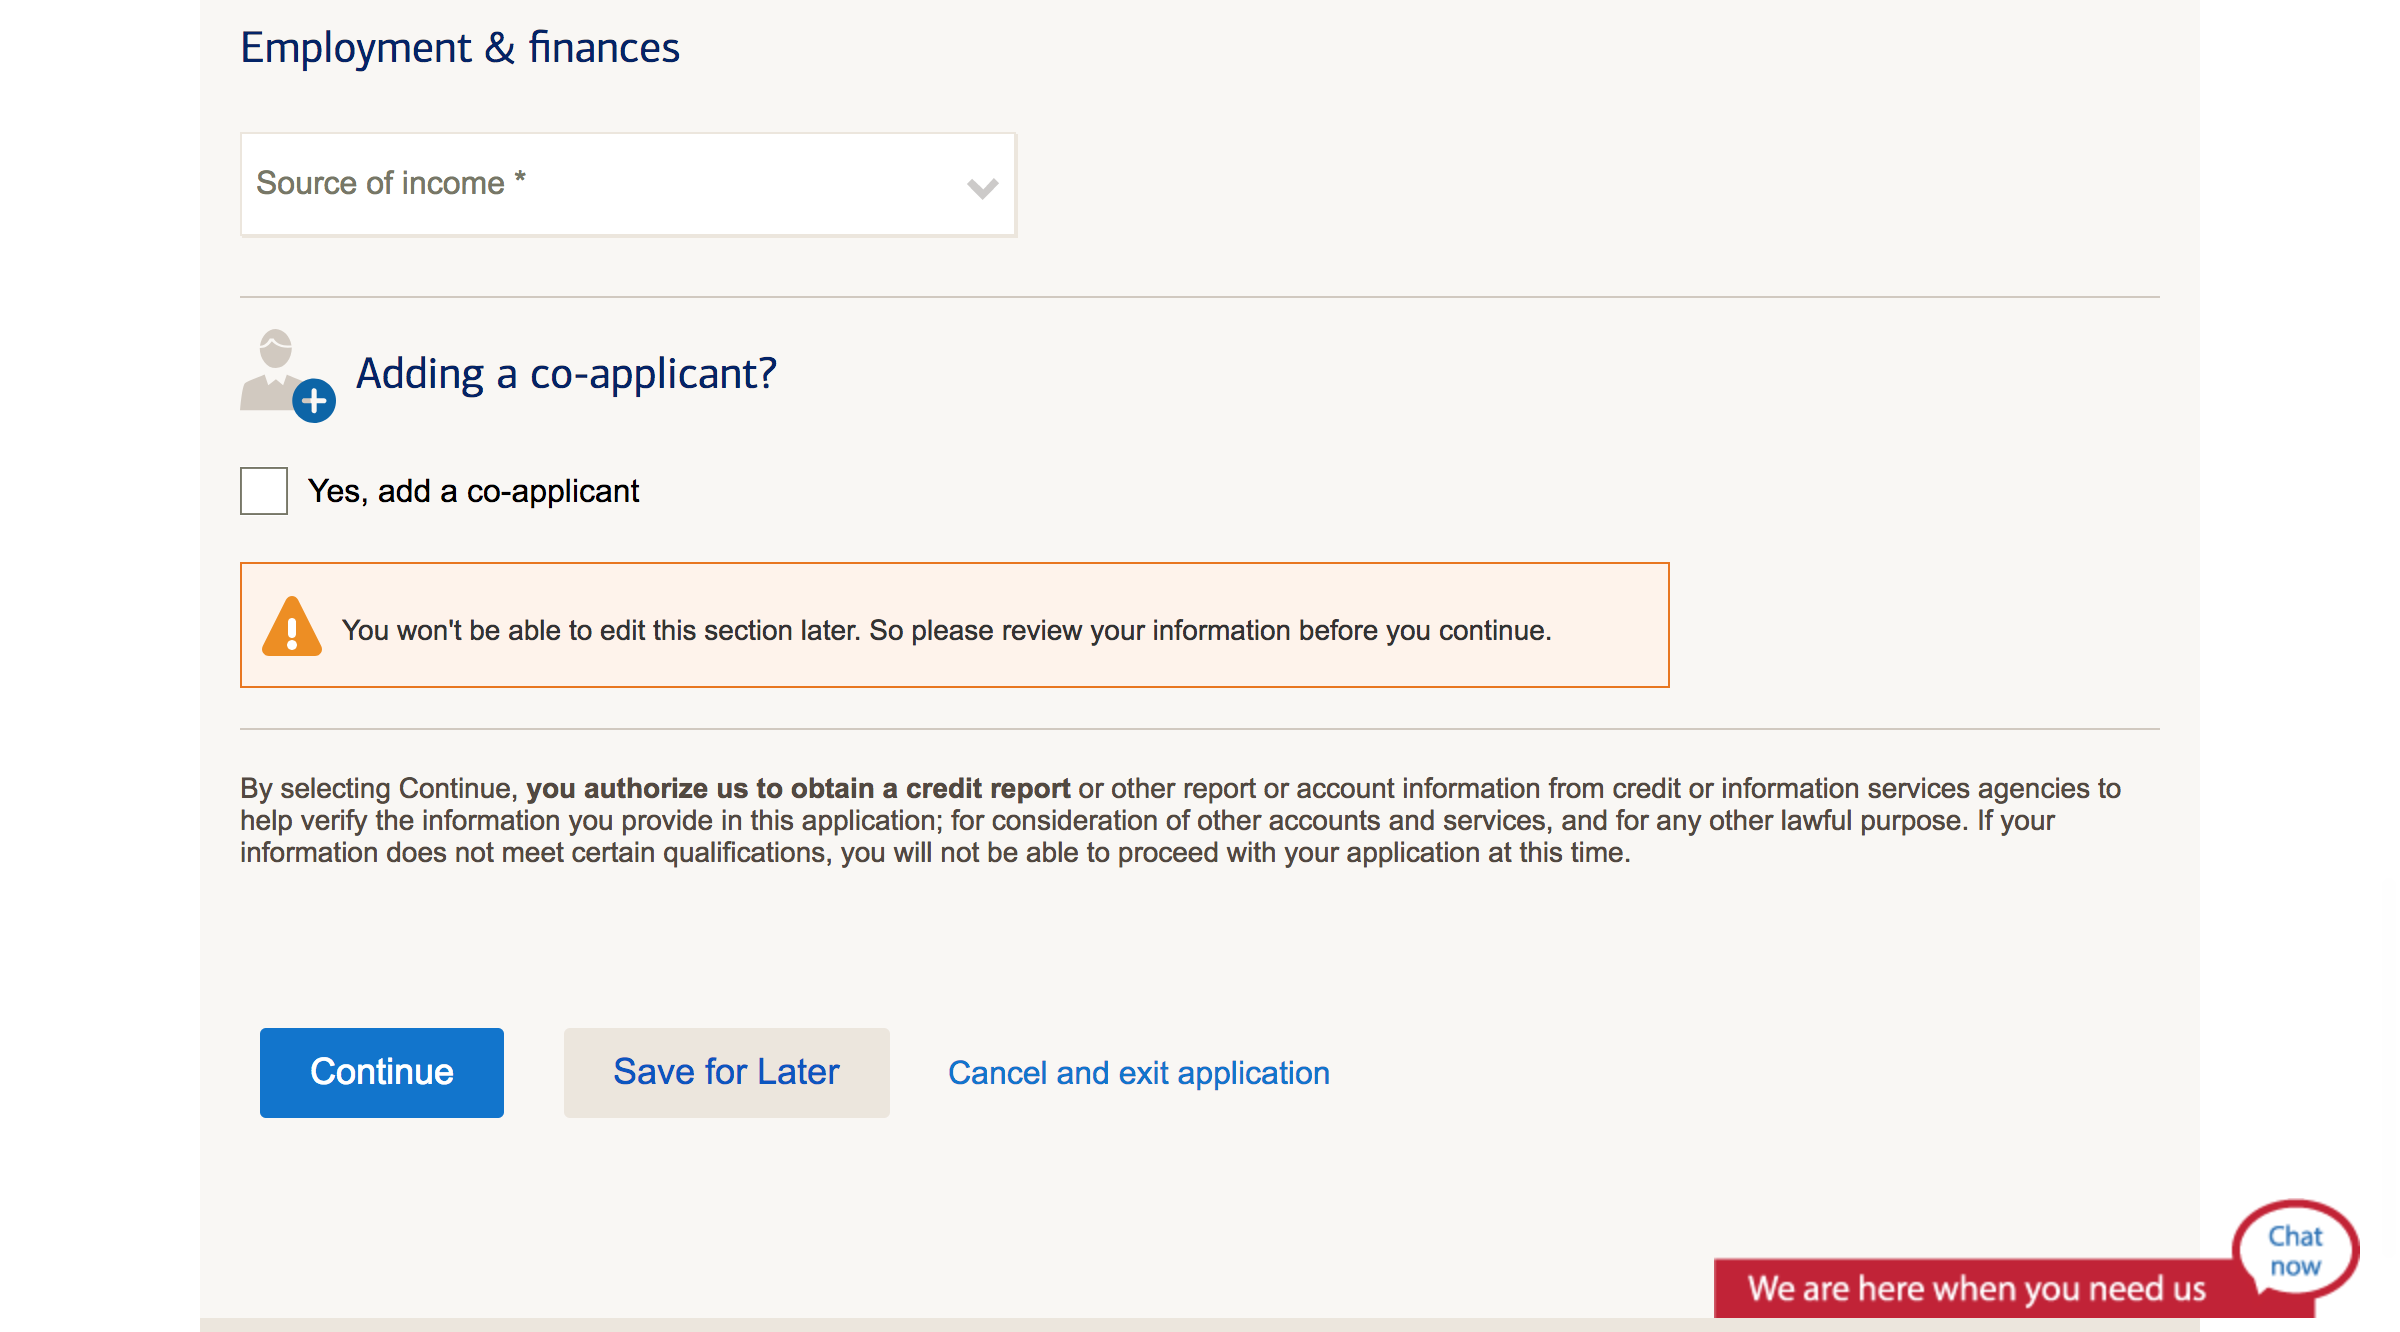 Employment & finances
Source of income *
Adding a co-applicant?
Yes, add a co-applicant
You won't be able to edit this section later. So please review your information before you continue.
By selecting Continue, you authorize us to obtain a credit report or other report or account information from credit or information services agencies to
help verify the information you provide in this application; for consideration of other accounts and services, and for any other lawful purpose. If your
information does not meet certain qualifications, you will not be able to proceed with your application at this time.
Continue
Save for Later
Cancel and exit application
Chat
now
We are here when you need us